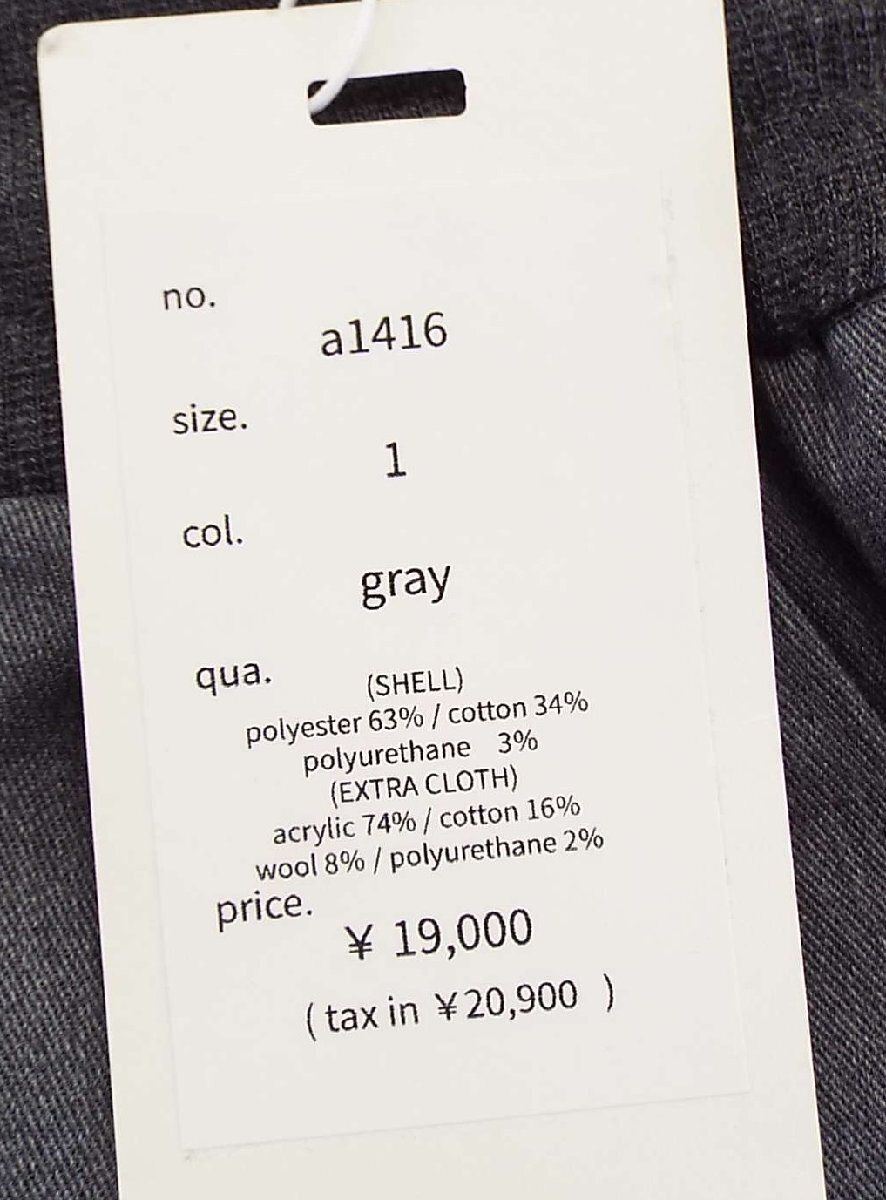 no.
a1416
size.
1
col.
gray
qua.
(SHELL)
polyester 63% / cotton 34%
polyurethane 3%
(EXTRA CLOTH)
acrylic 74% / cotton 16%
wool 8% / polyurethane 2%
price.
¥ 19,000
( tax in ¥20,900 )